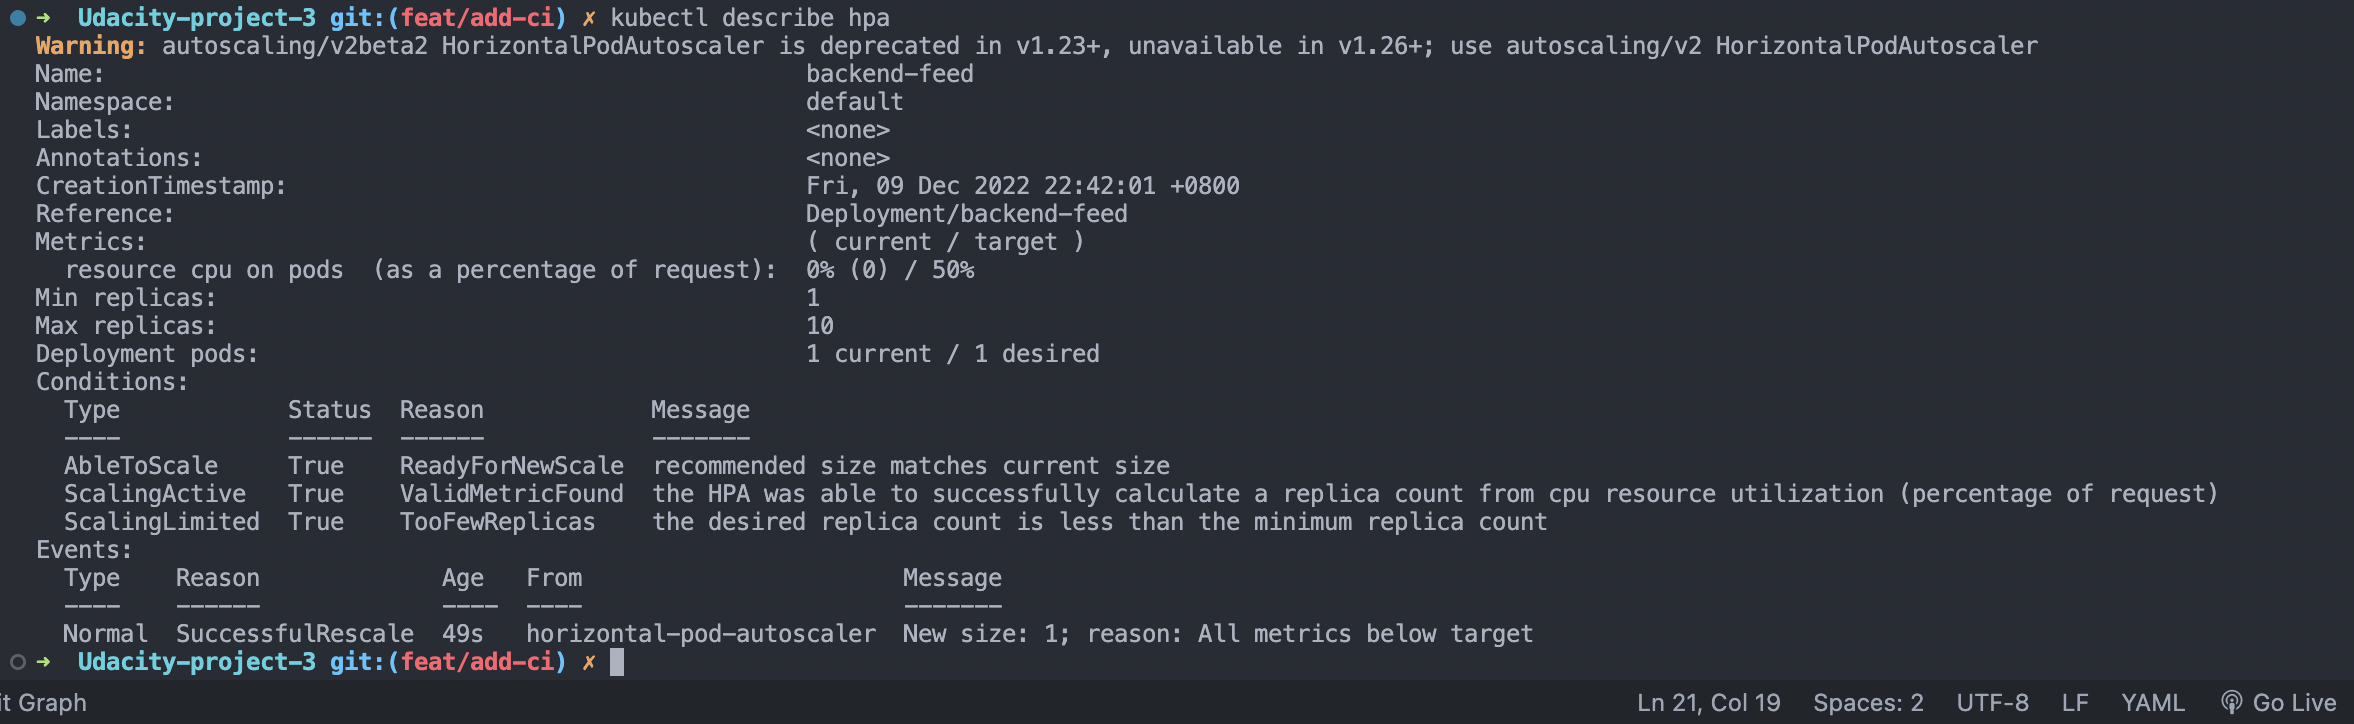 ➜ Udacity-project-3 git:(feat/add-ci) ✗ kubectl describe hpa
Warning: autoscaling/v2beta2 HorizontalPodAutoscaler is deprecated in v1.23+, unavailable in v1.26+; use autoscaling/v2 HorizontalPodAutoscaler
Name: backend-feed
Namespace: default
Labels: <none>
Annotations: <none>
CreationTimestamp: Fri, 09 Dec 2022 22:42:01 +0800
Reference: Deployment/backend-feed
Metrics: ( current / target )
resource cpu on pods (as a percentage of request): 0% (0) / 50%
Min replicas: 1
Max replicas: 10
Deployment pods: 1 current / 1 desired
Conditions:
Type Status Reason Message
---- ------ ------ -------
AbleToScale True ReadyForNewScale recommended size matches current size
ScalingActive True ValidMetricFound the HPA was able to successfully calculate a replica count from cpu resource utilization (percentage of request)
ScalingLimited True TooFewReplicas the desired replica count is less than the minimum replica count
Events:
Type Reason Age From Message
---- ------ ---- ---- -------
Normal SuccessfulRescale 49s horizontal-pod-autoscaler New size: 1; reason: All metrics below target
➜ Udacity-project-3 git:(feat/add-ci) ✗
it Graph Ln 21, Col 19 Spaces: 2 UTF-8 LF YAML Go Live